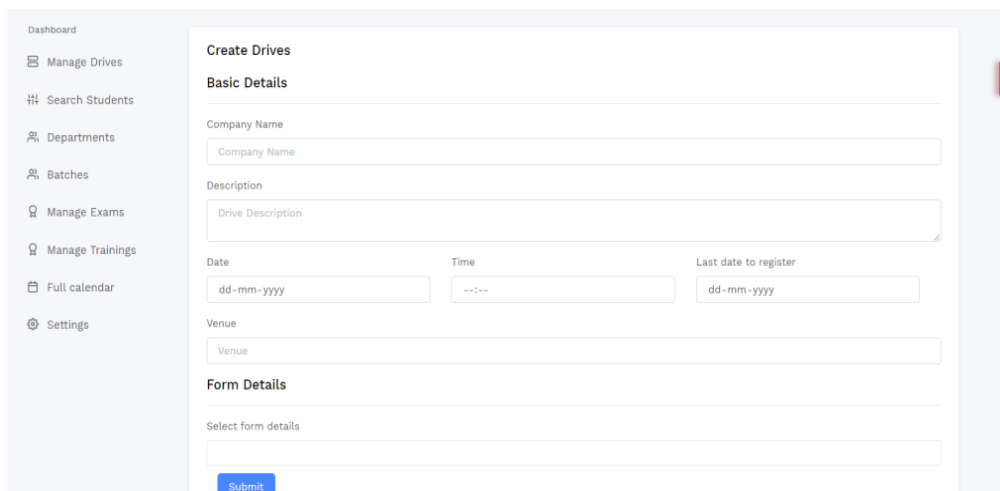 Dashboard
Manage Drives
Search Students
Departments
Batches
Manage Exams
Manage Trainings
Full calendar
Settings
Create Drives
Basic Details
Company Name
Company Name
Description
Drive Description
Date Time Last date to register
dd-mm-yyyy --:-- dd-mm-yyyy
Venue
Venue
Form Details
Select form details
Submit